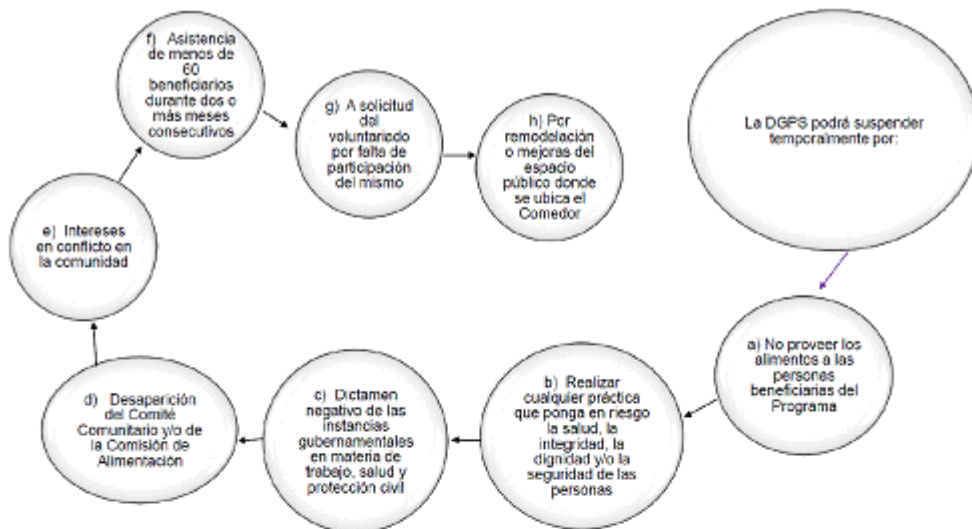 La DGPS podrá suspender
temporalmente por:
a) No proveer los
alimentos a las
personas
beneficiarias del
Programa
b) Realizar
cualquier práctica
que ponga en riesgo
la salud, la
integridad, la
dignidad y/o la
seguridad de las
personas
c) Dictamen
negativo de las
instancias
gubernamentales
en materia de
trabajo, salud y
protección civil
d) Desaparición
del Comité
Comunitario y/o de
la Comisión de
Alimentación
e) Intereses
en conflicto en
la comunidad
f) Asistencia
de menos de
60
beneficiarios
durante dos o
más meses
consecutivos
g) A solicitud
del
voluntariado
por falta de
participación
del mismo
h) Por
remodelación
o mejoras del
espacio
público donde
se ubica el
Comedor